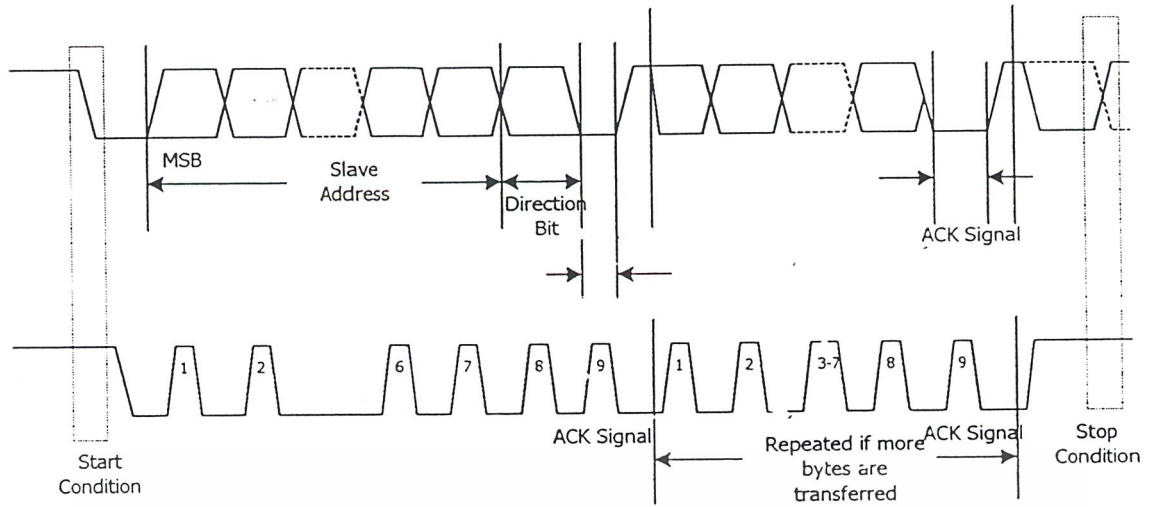 MSB
Slave
Address
Direction
Bit
ACK Signal
1
2
6
7
8
9
1
2
3-7
8
9
ACK Signal
Repeated if more
bytes are
transferred
ACK Signal
Start
Condition
Stop
Condition